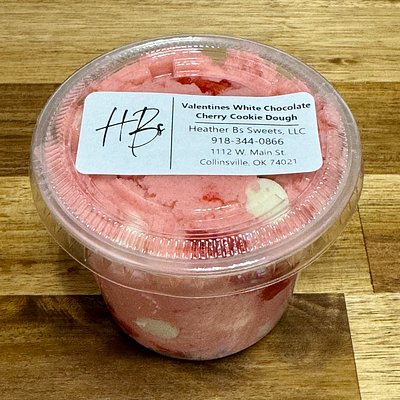 HBs
Valentines White Chocolate
Cherry Cookie Dough
Heather Bs Sweets, LLC
918-344-0866
1112 W. Main St.
Collinsville, OK 74021